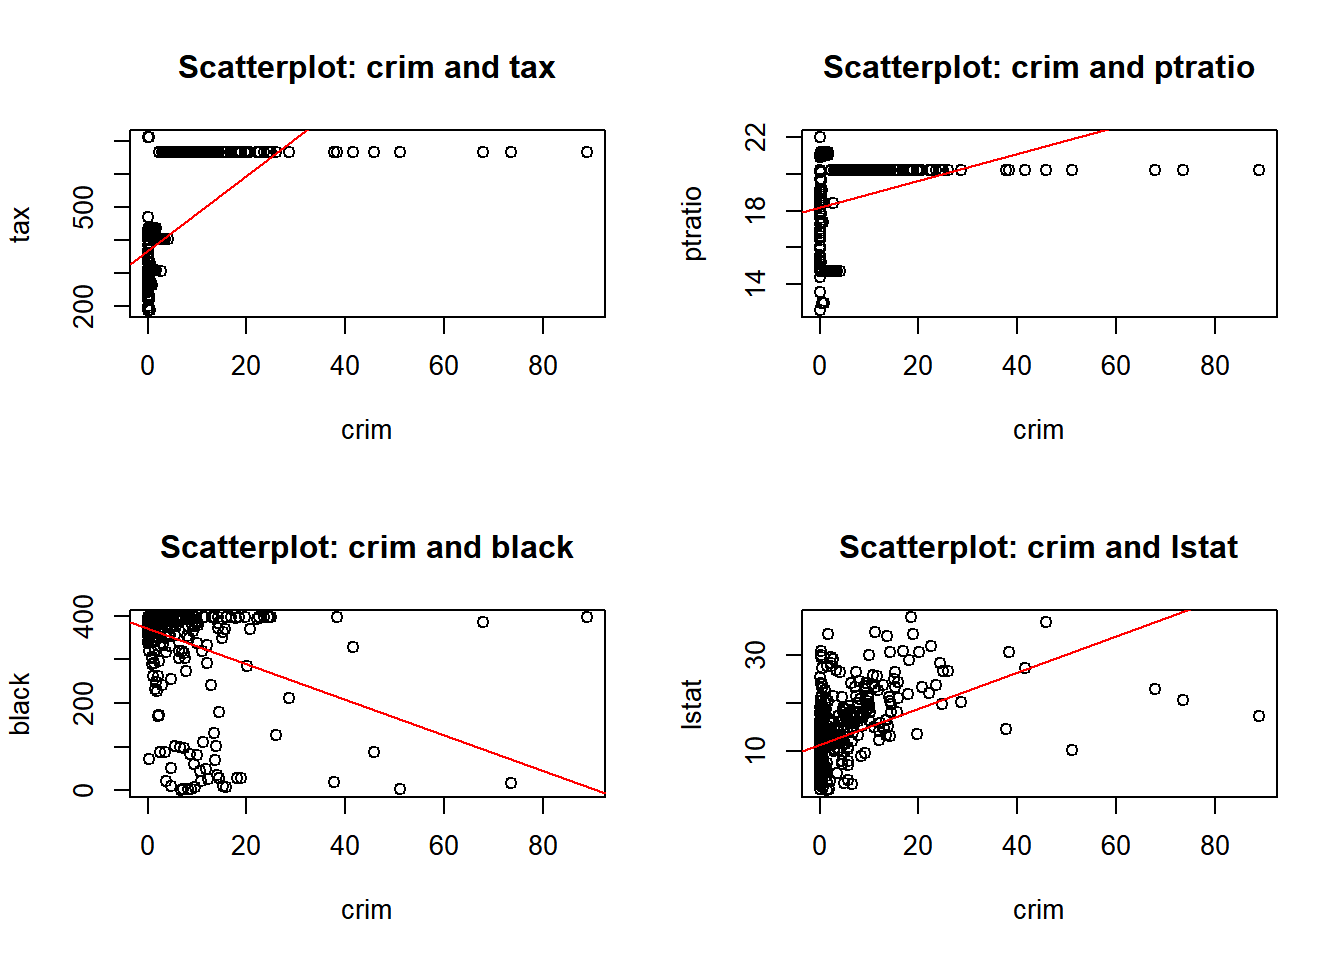 Scatterplot: crim and tax
tax
200
500
0 20 40 60 80
crim
Scatterplot: crim and ptratio
ptratio
14
18
22
0 20 40 60 80
crim
Scatterplot: crim and black
black
0
200
400
0 20 40 60 80
crim
Scatterplot: crim and lstat
lstat
10
30
0 20 40 60 80
crim